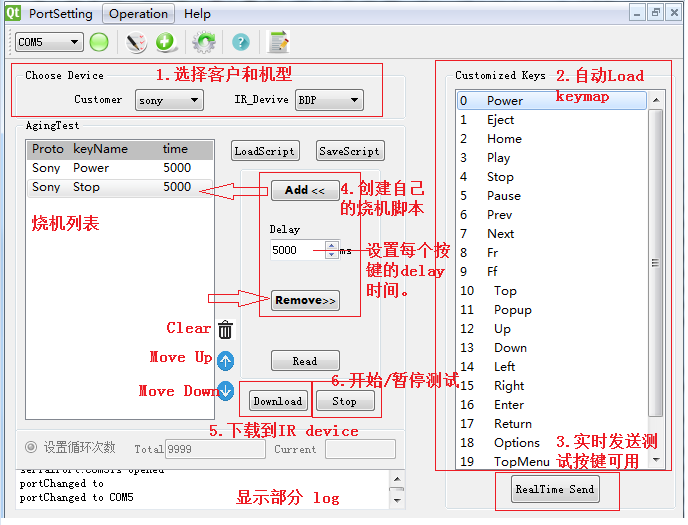 Qt PortSetting Operation Help
COM5
Choose Device
1.选择客户和机型
Customer sony IR_Devive BDP
AgingTest
Proto keyName time
Sony Power 5000
Sony Stop 5000
烧机列表
LoadScript SaveScript
Add <<
4.创建自己
的烧机脚本
Delay
5000 ms
设置每个按
键的delay
时间。
Remove>>
Clear
Move Up
Move Down
Read
6.开始/暂停测试
Download Stop
5.下载到IR device
设置循环次数 Total 9999 Current
serialPort:COM5is opened
portChanged to
portChanged to COM5
显示部分 log
Customized Keys
2.自动Load
keymap
0 Power
1 Eject
2 Home
3 Play
4 Stop
5 Pause
6 Prev
7 Next
8 Fr
9 Ff
10 Top
11 Popup
12 Up
13 Down
14 Left
15 Right
16 Enter
17 Return
18 Options
19 TopMenu
3.实时发送测
试按键可用
RealTime Send